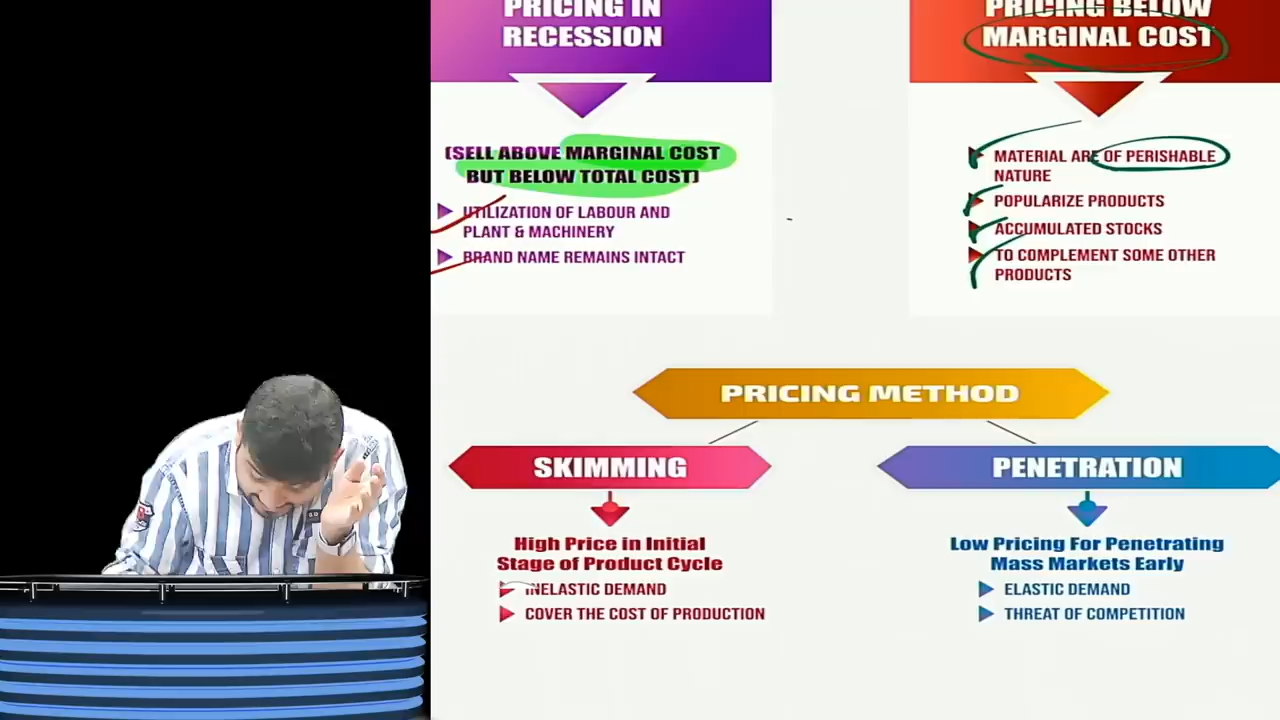 PRICING IN
RECESSION
(SELL ABOVE MARGINAL COST
BUT BELOW TOTAL COST)
UTILIZATION OF LABOUR AND
PLANT & MACHINERY
BRAND NAME REMAINS INTACT
PRICING BELOW
MARGINAL COST
MATERIAL ARE OF PERISHABLE
NATURE
POPULARIZE PRODUCTS
ACCUMULATED STOCKS
TO COMPLEMENT SOME OTHER
PRODUCTS
PRICING METHOD
SKIMMING
High Price in Initial
Stage of Product Cycle
INELASTIC DEMAND
COVER THE COST OF PRODUCTION
PENETRATION
Low Pricing For Penetrating
Mass Markets Early
ELASTIC DEMAND
THREAT OF COMPETITION